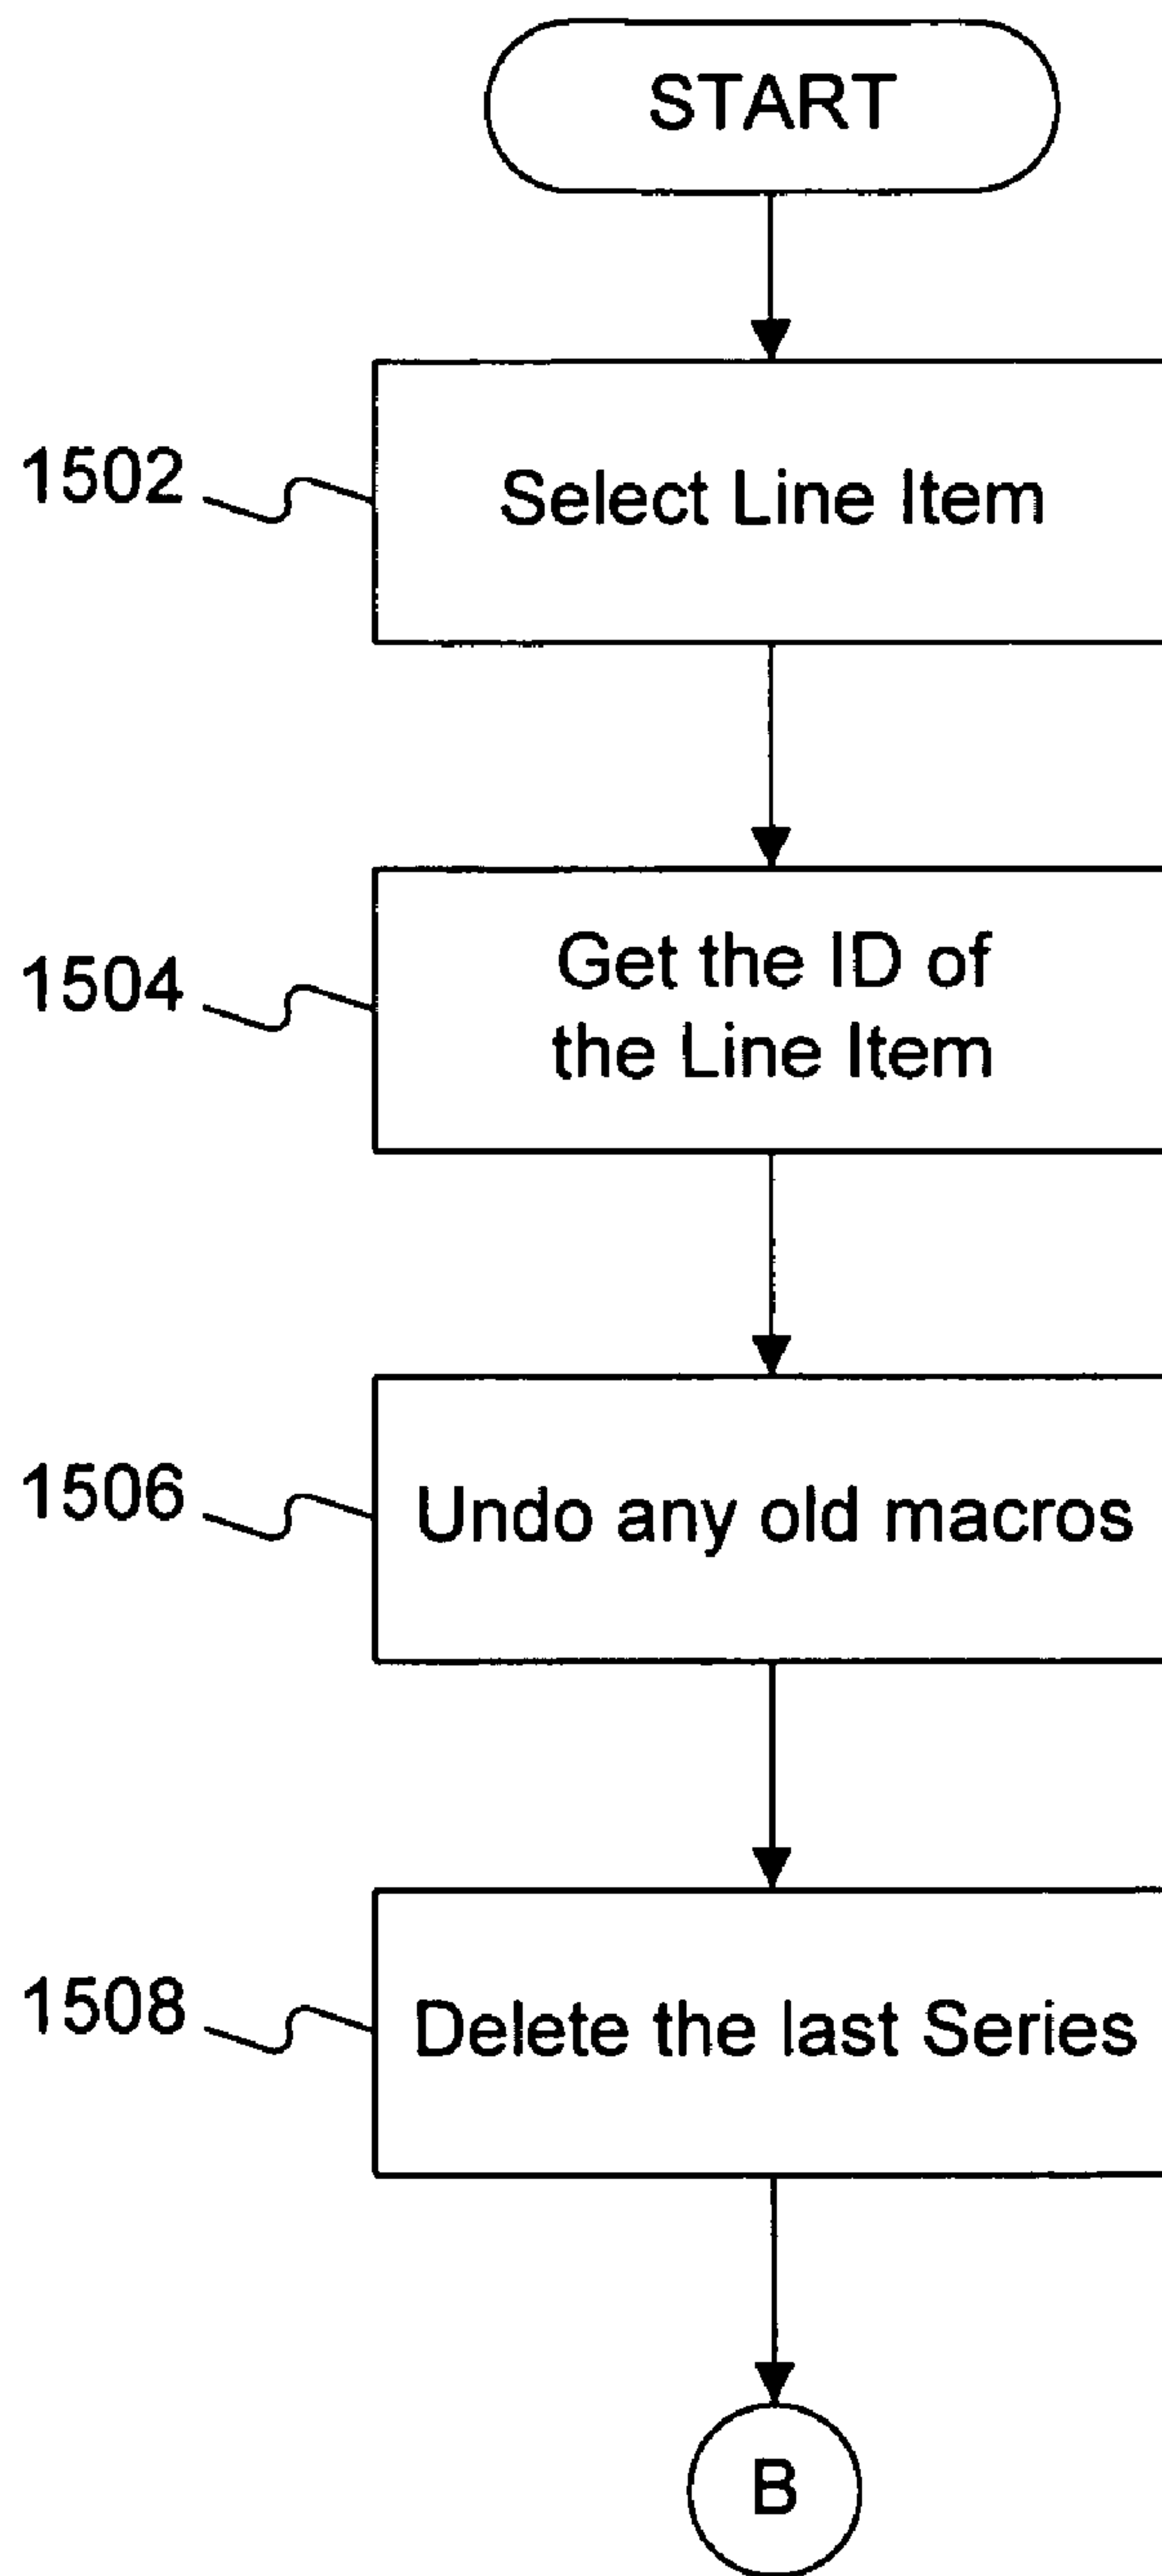 START
1502
Select Line Item
1504
Get the ID of
the Line Item
1506
Undo any old macros
1508
Delete the last Series
B